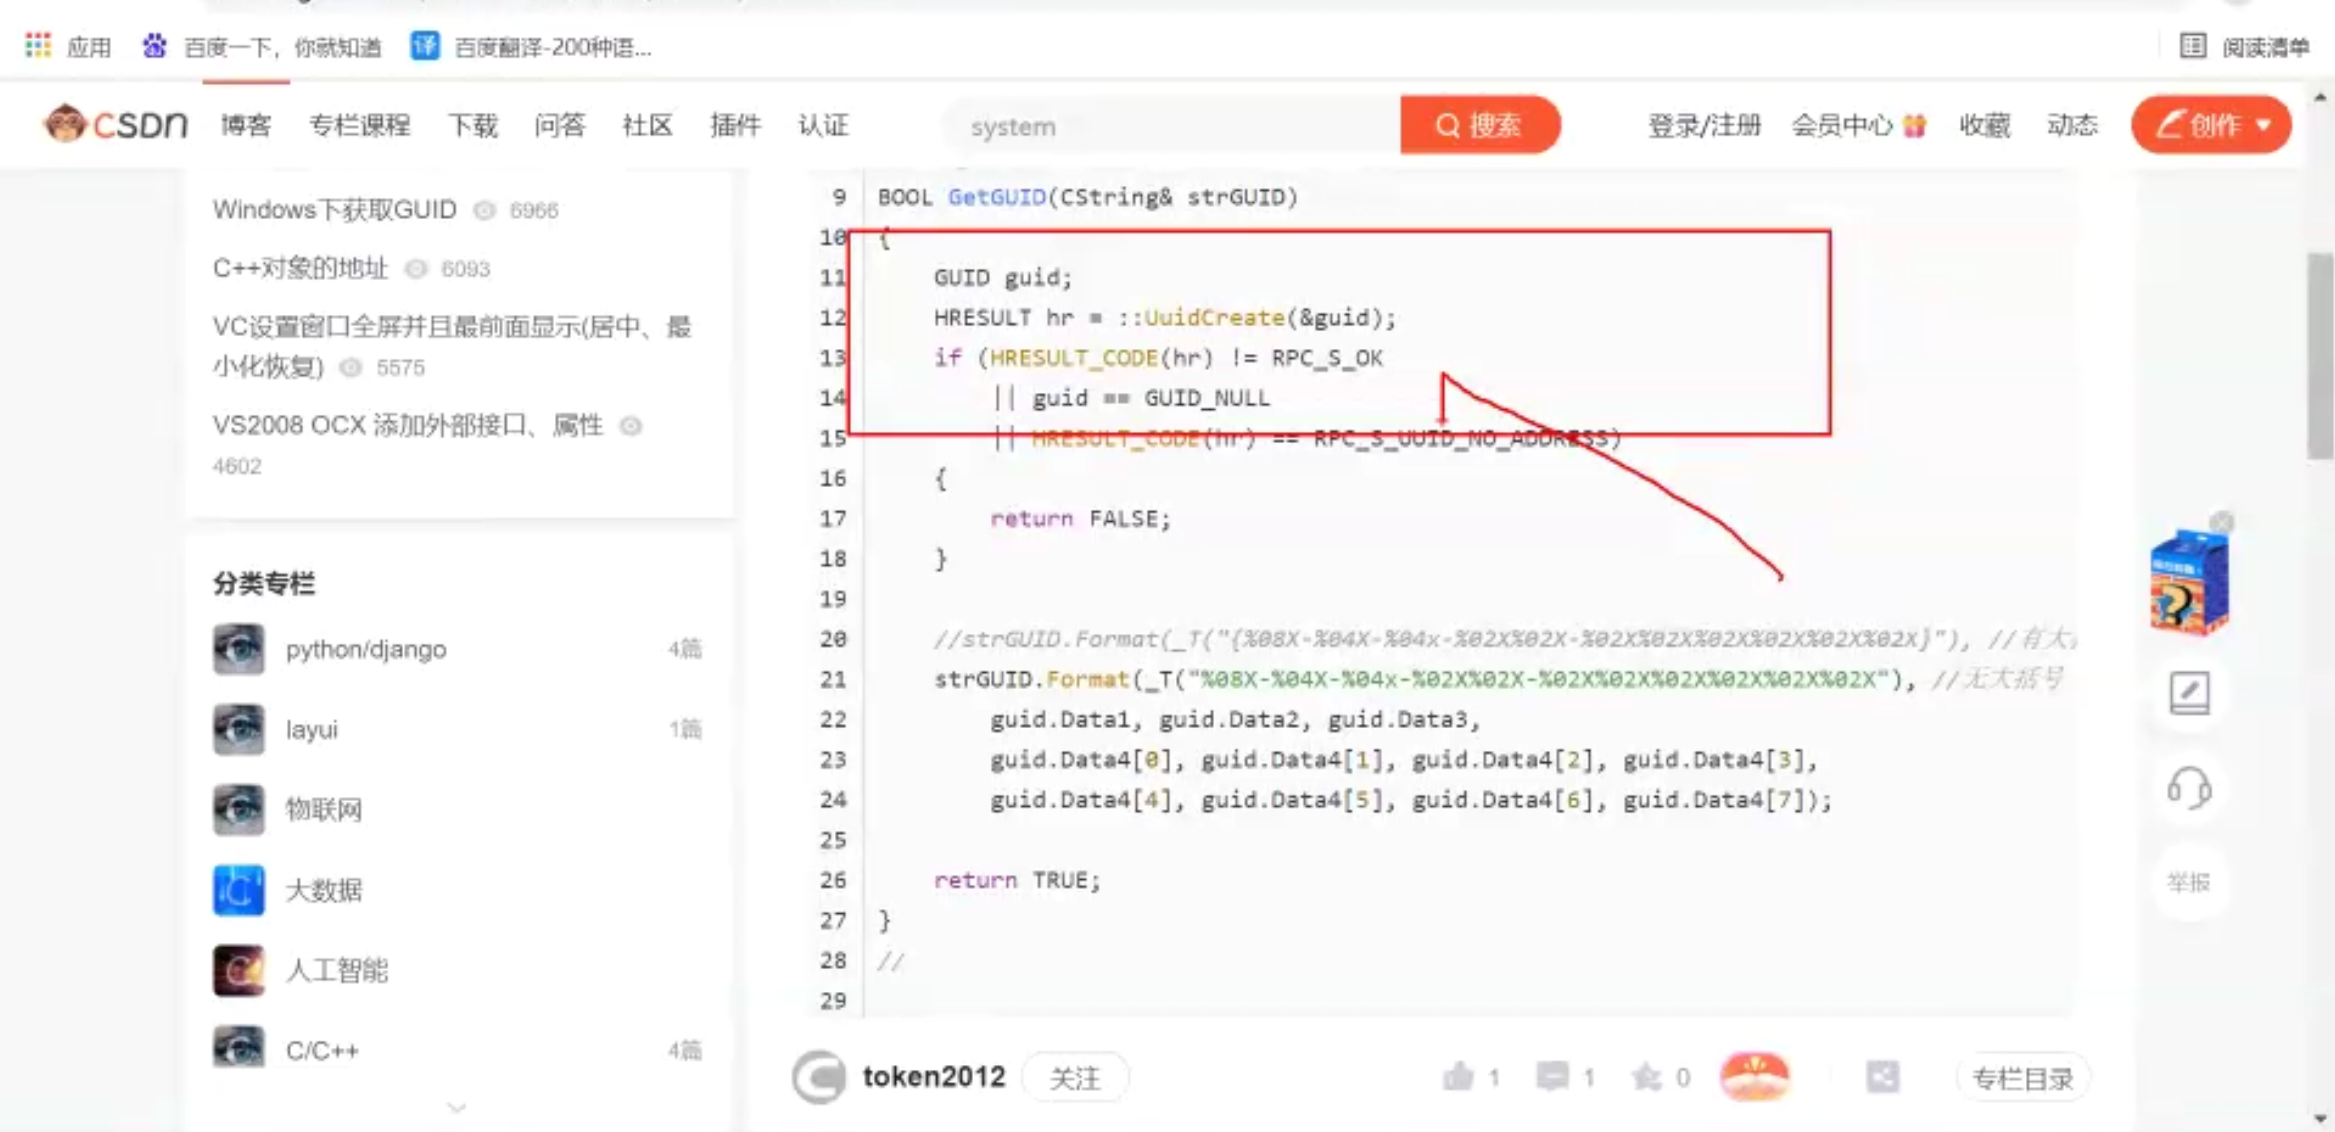 应用 百度一下，你就知道 译 百度翻译-200种语... 阅读清单
CSDN 博客 专栏课程 下载 问答 社区 插件 认证 system 搜索 登录/注册 会员中心 收藏 动态 创作
Windows下获取GUID 6966
C++对象的地址 6093
VC设置窗口全屏并且最前面显示(居中、最
小化恢复) 5575
VS2008 OCX 添加外部接口、属性
4602
分类专栏
python/django 4篇
layui 1篇
物联网
大数据
人工智能
C/C++ 4篇
9 BOOL GetGUID(CString& strGUID)
10 {
11 GUID guid;
12 HRESULT hr = ::UuidCreate(&guid);
13 if (HRESULT_CODE(hr) != RPC_S_OK
14 || guid == GUID_NULL
15 || HRESULT_CODE(hr) == RPC_S_UUID_NO_ADDRESS)
16 {
17 return FALSE;
18 }
19
20 //strGUID.Format(_T("{%08X-%04X-%04x-%02X%02X-%02X%02X%02X%02X%02X%02X}"), //有大
21 strGUID.Format(_T("%08X-%04X-%04x-%02X%02X-%02X%02X%02X%02X%02X%02X"), //无大括号
22 guid.Data1, guid.Data2, guid.Data3,
23 guid.Data4[0], guid.Data4[1], guid.Data4[2], guid.Data4[3],
24 guid.Data4[4], guid.Data4[5], guid.Data4[6], guid.Data4[7]);
25
26 return TRUE;
27 }
28 //
29
举报
token2012 关注 1 1 0 专栏目录